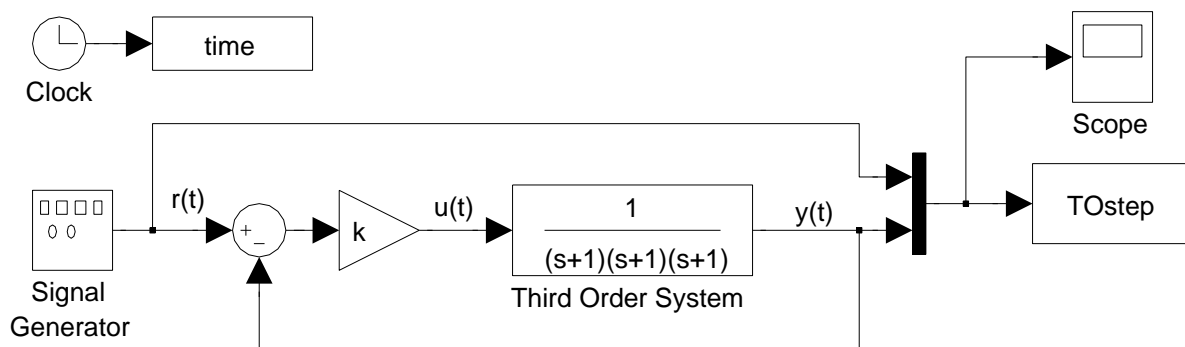 time
Clock
Scope
r(t)
+
−
k
u(t)
1
(s+1)(s+1)(s+1)
y(t)
TOstep
Signal
Generator
Third Order System